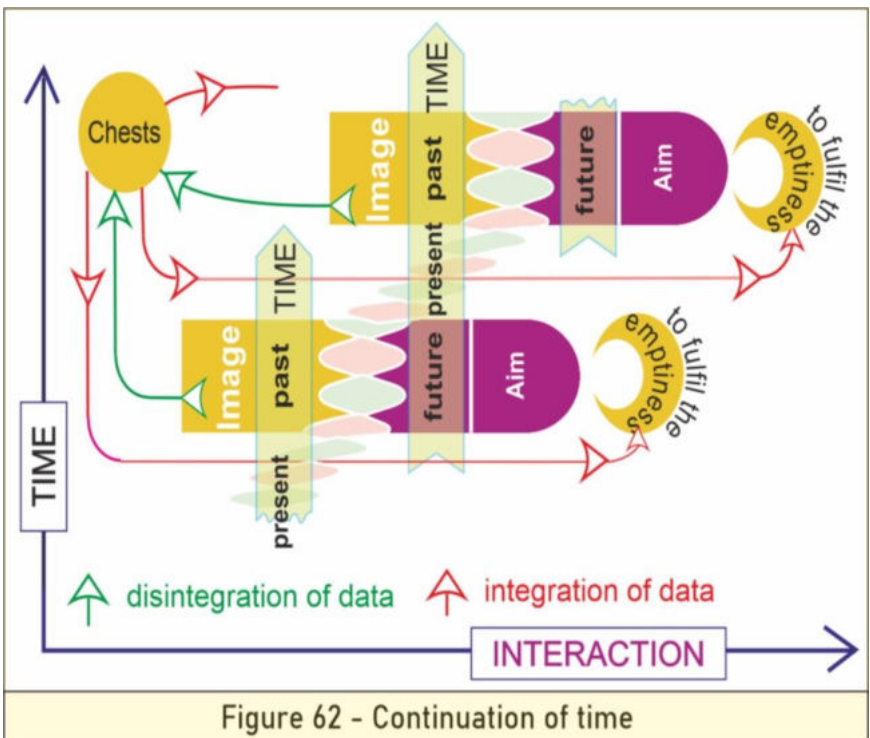 Chests
TIME
Image
past
present
future
Aim
to fulfil the
emptiness
TIME
Image
past
present
future
Aim
to fulfil the
emptiness
TIME
disintegration of data
integration of data
INTERACTION
Figure 62 - Continuation of time